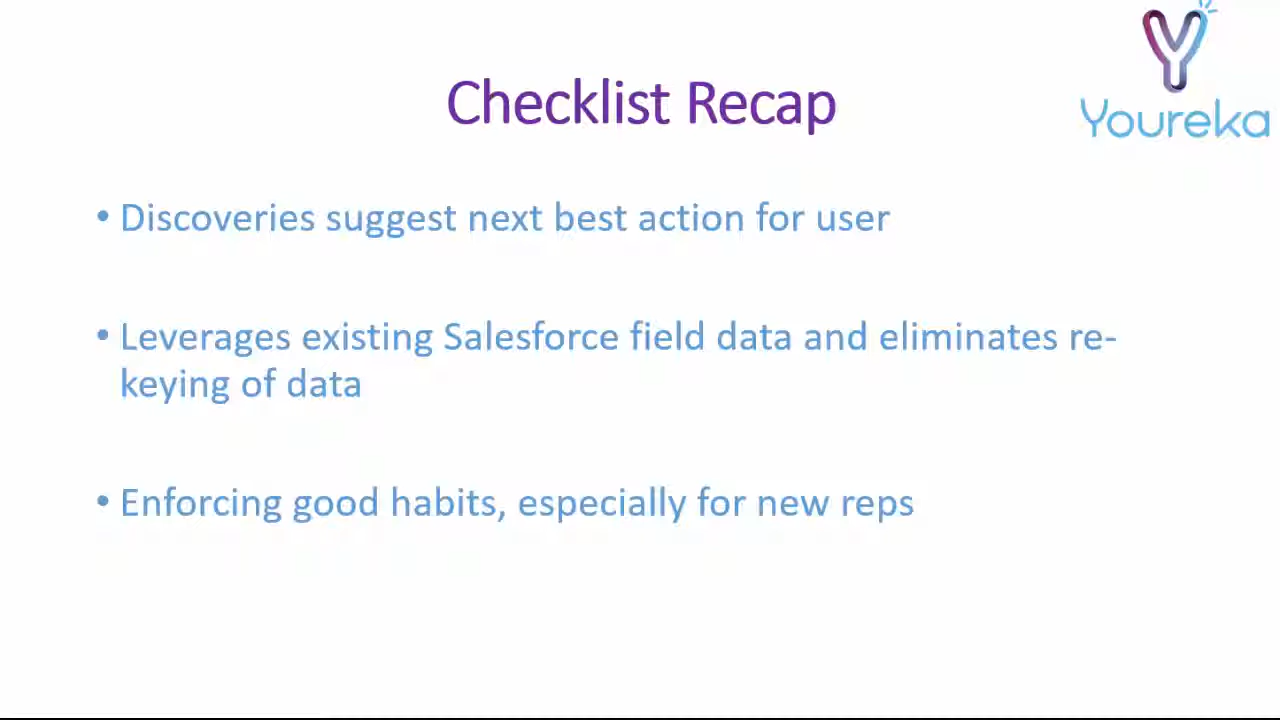 Checklist Recap
Youreka
• Discoveries suggest next best action for user
• Leverages existing Salesforce field data and eliminates re-
keying of data
• Enforcing good habits, especially for new reps